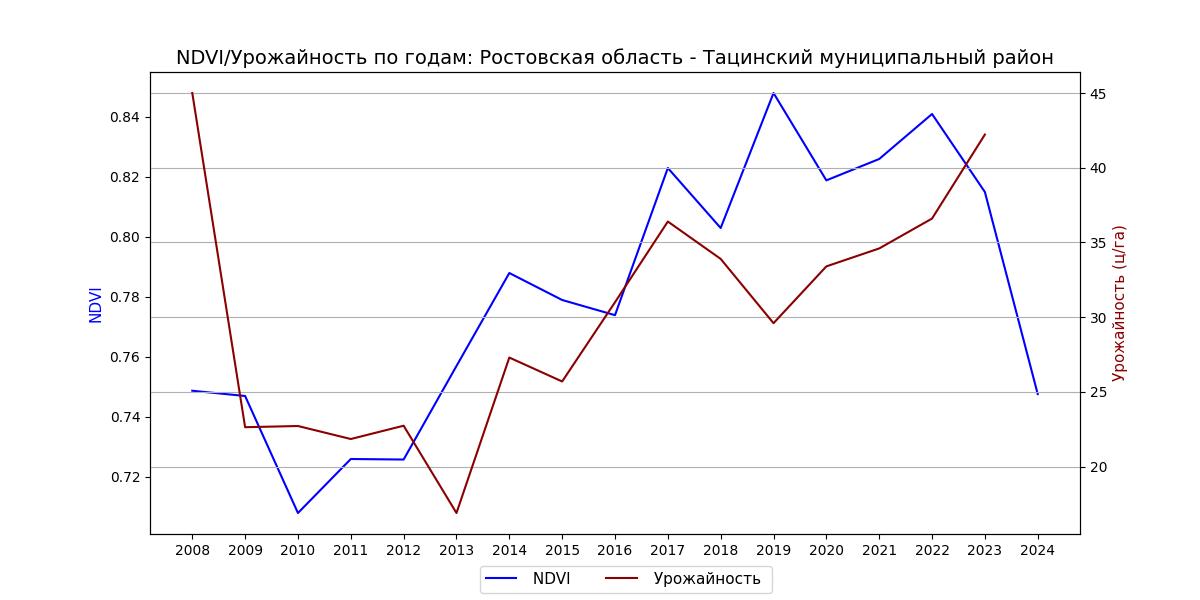 NDVI/Урожайность по годам: Ростовская область - Тацинский муниципальный район
0.84
0.82
0.80
0.78
0.76
0.74
0.72
NDVI
45
40
35
30
25
20
Урожайность (ц/га)
2008 2009 2010 2011 2012 2013 2014 2015 2016 2017 2018 2019 2020 2021 2022 2023 2024
NDVI Урожайность